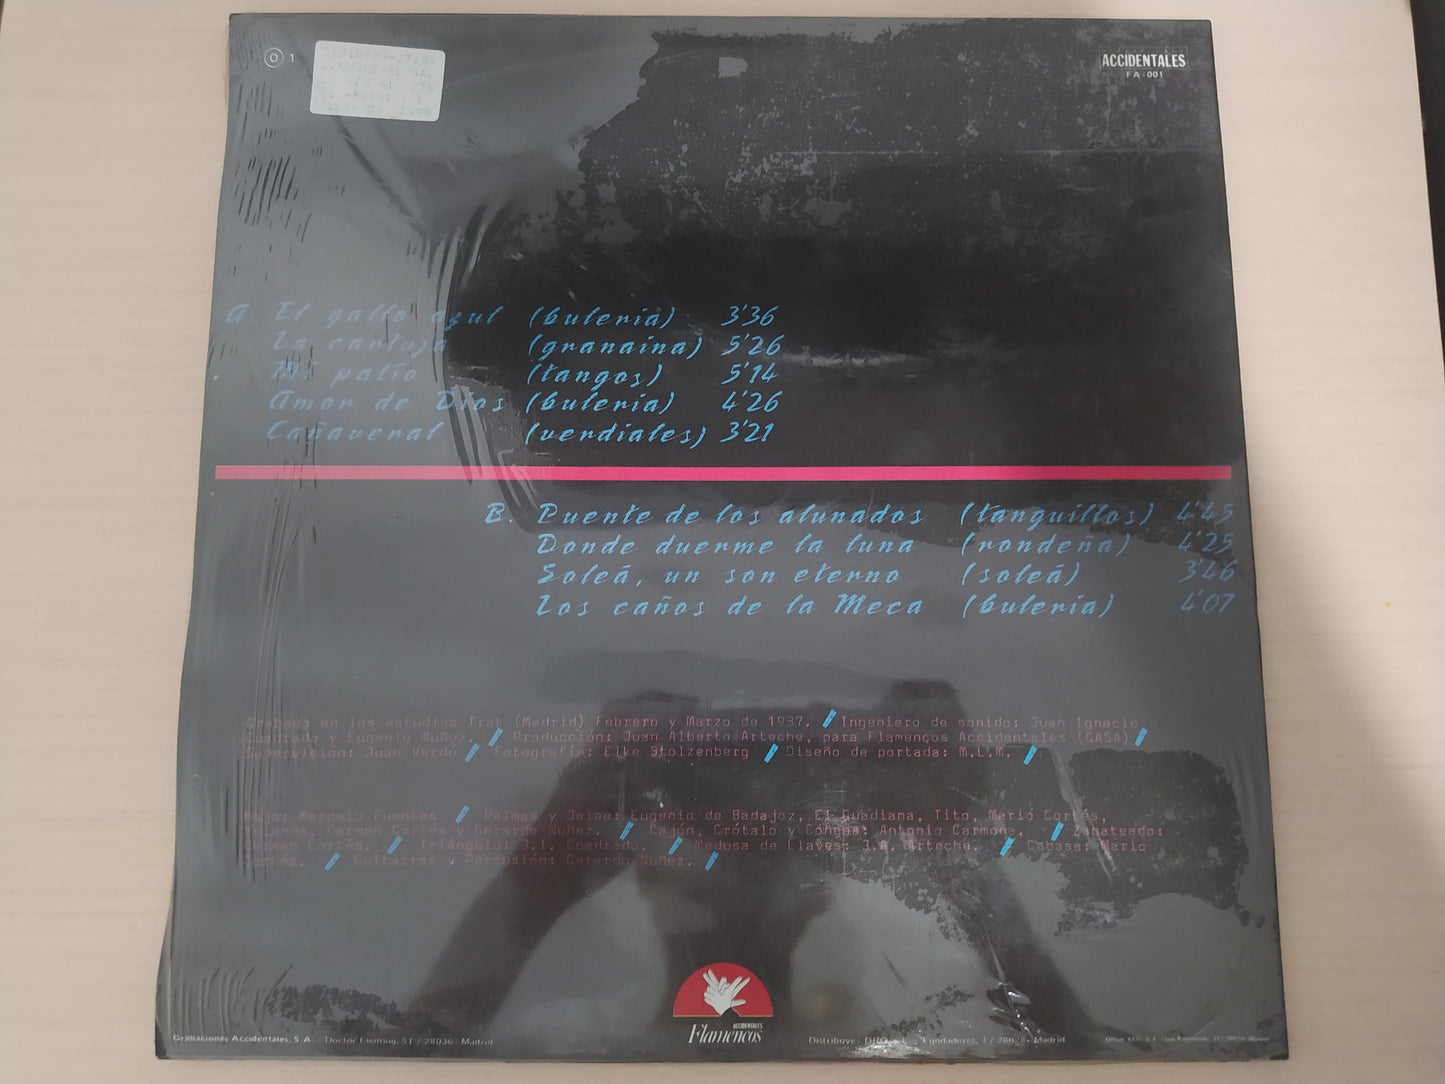 1
ACCIDENTALES
FA-001
A. El gallo azul (bulería) 3'36
La cartuja (granaina) 5'26
Mi patio (tangos) 5'14
Amor de Dios (bulería) 4'26
Cañaveral (verdiales) 3'21
B. Puente de los alunados (tanguillos) 4'45
Donde duerme la luna (rondeña) 4'25
Soleá, un son eterno (soleá) 3'46
Los caños de la Meca (bulería) 4'07
Grabado en los estudios Trak (Madrid) Febrero y Marzo de 1987. / Ingeniero de sonido: Juan Ignacio
Cuadrado y Eugenio Muñoz. / Producción: Juan Alberto Arteche, para Flamencos Accidentales (GASA) /
Supervisión: Juan Verdú / Fotografía: Elke Stolzenberg / Diseño de portada: M.L.M. /
Bajo: Marcelo Fuentes / Palmas y Jaleo: Eugenio de Badajoz, El Guadiana, Tito, Mario Cortés,
Yolanda, Carmen Cortés y Gerardo Nuñez. / Cajón, Crótalo y Congas: Antonio Carmona. / Zapateado:
Carmen Cortés. / Triángulo: J.I. Cuadrado. / Medusa de Llaves: J.A. Arteche. / Cabasa: Mario
Cortés. / Guitarras y Percusión: Gerardo Nuñez. /
ACCIDENTALES
Flamencos
Grabaciones Accidentales, S.A. Doctor Fleming, 51 / 28036 - Madrid
Distribuye: Fundadores, 3 / 28028 - Madrid